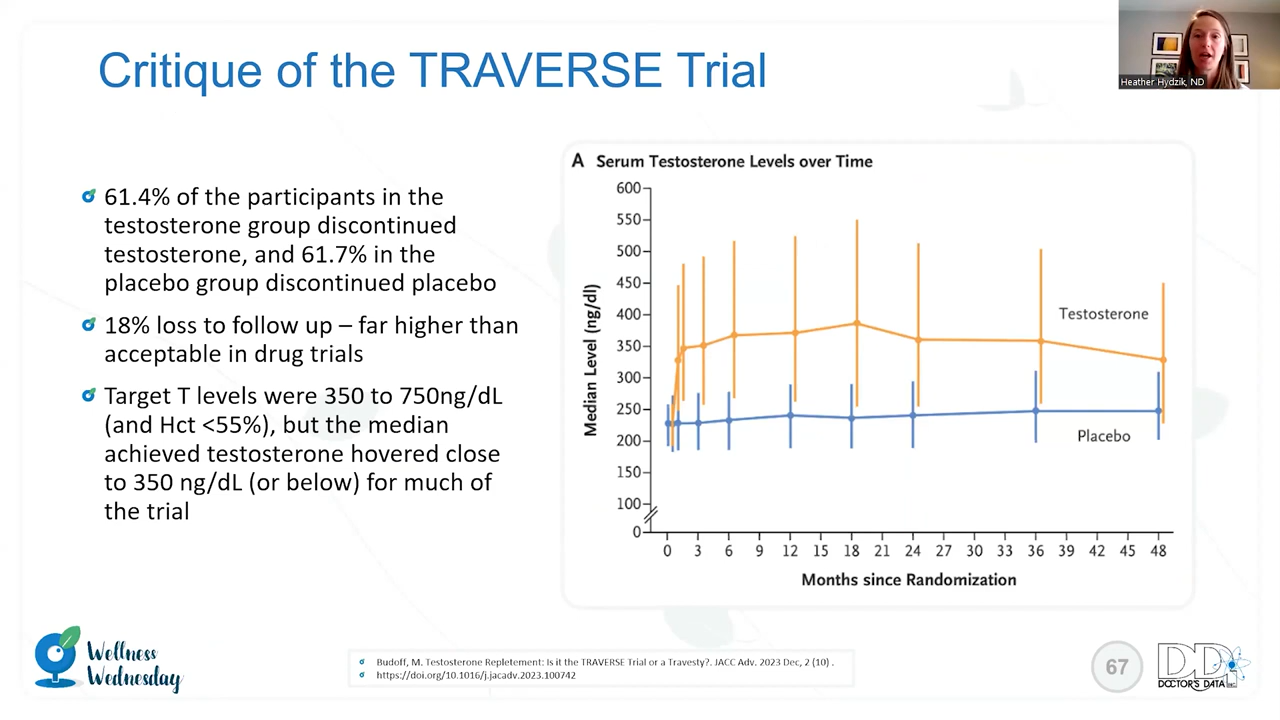 Critique of the TRAVERSE Trial
Heather Hydzik, ND
61.4% of the participants in the
testosterone group discontinued
testosterone, and 61.7% in the
placebo group discontinued placebo
18% loss to follow up – far higher than
acceptable in drug trials
Target T levels were 350 to 750ng/dL
(and Hct <55%), but the median
achieved testosterone hovered close
to 350 ng/dL (or below) for much of
the trial
A Serum Testosterone Levels over Time
Median Level (ng/dl)
600
550
500
450
400
350
300
250
200
150
100
0
Testosterone
Placebo
0 3 6 9 12 15 18 21 24 27 30 33 36 39 42 45 48
Months since Randomization
Wellness
Wednesday
Budoff, M. Testosterone Repletement: Is it the TRAVERSE Trial or a Travesty?. JACC Adv. 2023 Dec, 2 (10) .
https://doi.org/10.1016/j.jacadv.2023.100742
67
DDI
DOCTOR'S DATA INC.